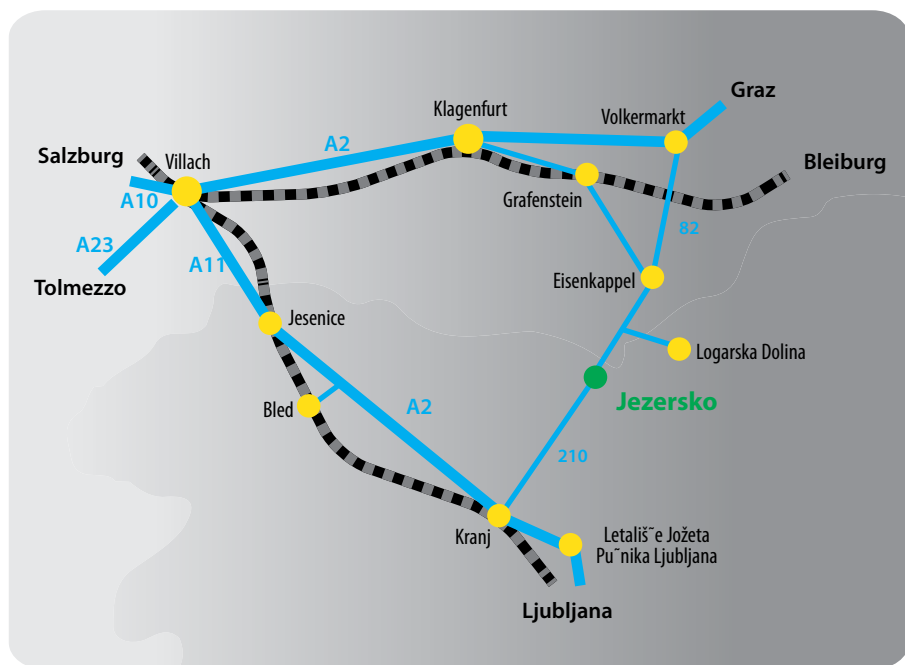 Graz
Klagenfurt
Volkermarkt
A2
Salzburg
Villach
Bleiburg
A10
Grafenstein
82
A23
A11
Eisenkappel
Tolmezzo
Jesenice
Logarska Dolina
Bled
A2
Jezersko
210
Kranj
Letališ˜e Jožeta
Pu˜nika Ljubljana
Ljubljana